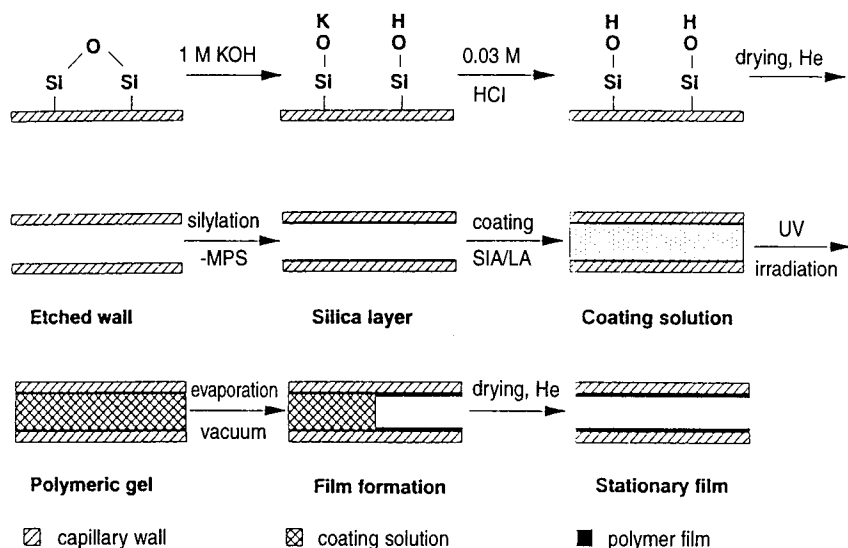 K H H H
O O O O O
1 M KOH 0.03 M drying, He
Si Si Si Si Si Si
HCl
silylation coating UV
-MPS SIA/LA irradiation
Etched wall Silica layer Coating solution
evaporation drying, He
vacuum
Polymeric gel Film formation Stationary film
capillary wall coating solution polymer film